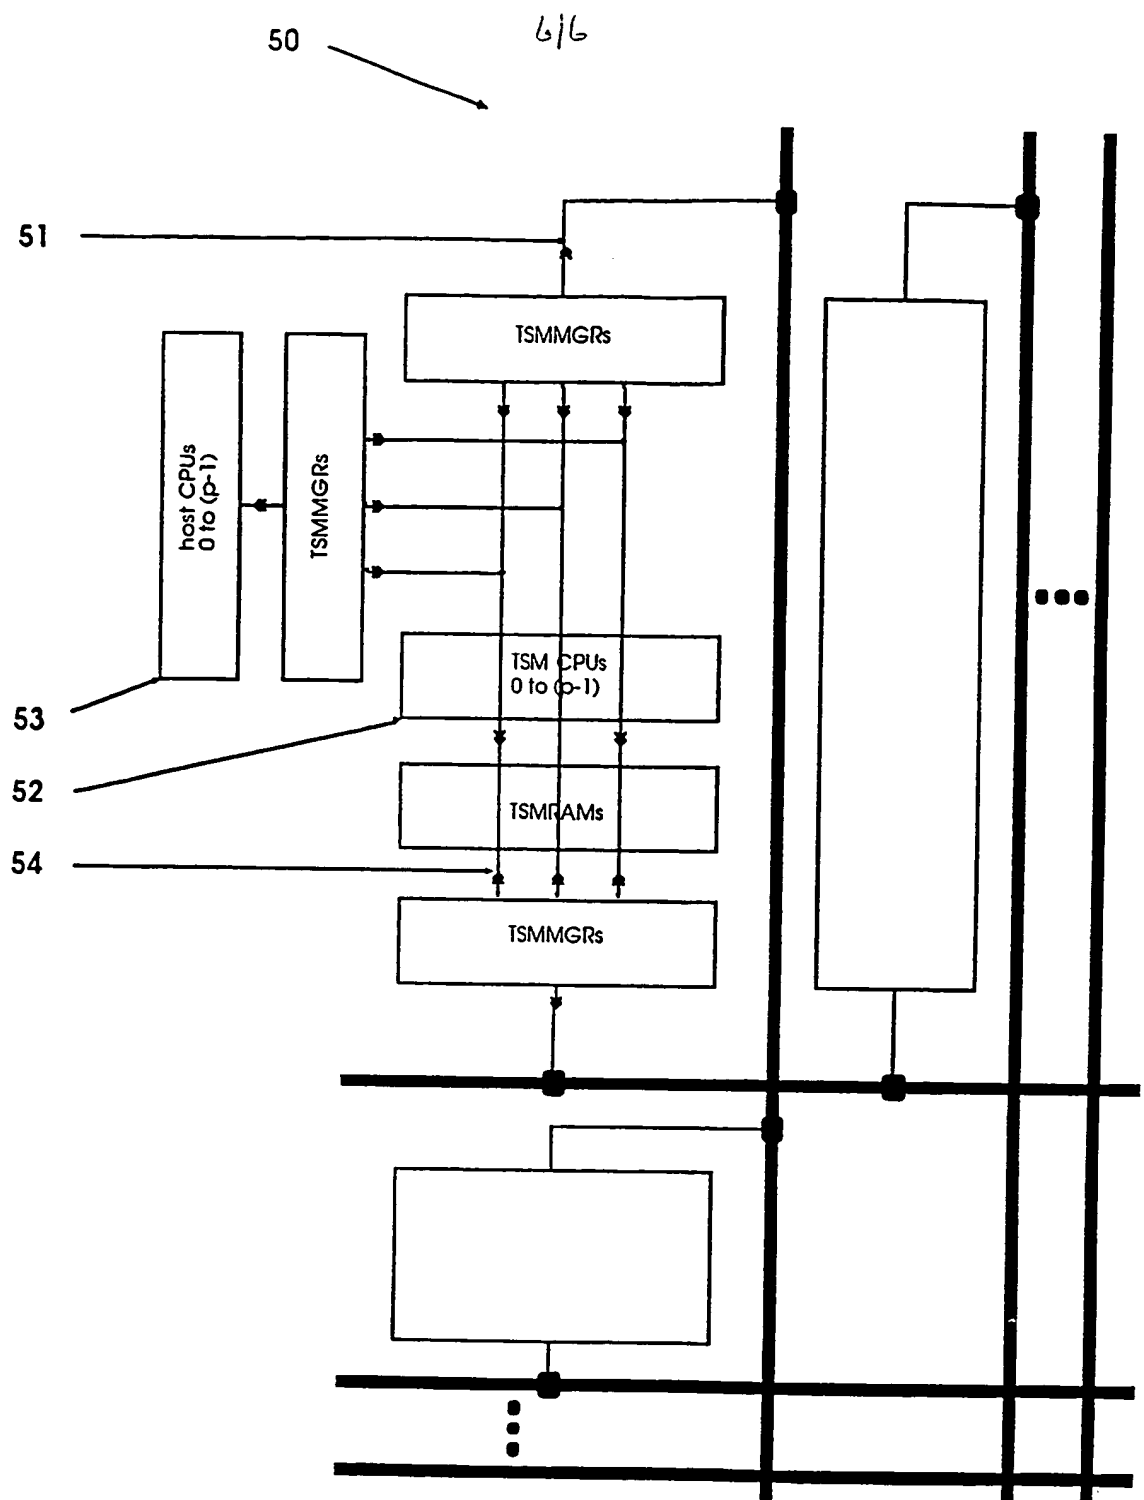 50
6/6
51
TSMMGRs
host CPUs
0 to (p-1)
TSMMGRs
TSM CPUs
0 to (p-1)
53
52
TSMRAMs
54
TSMMGRs